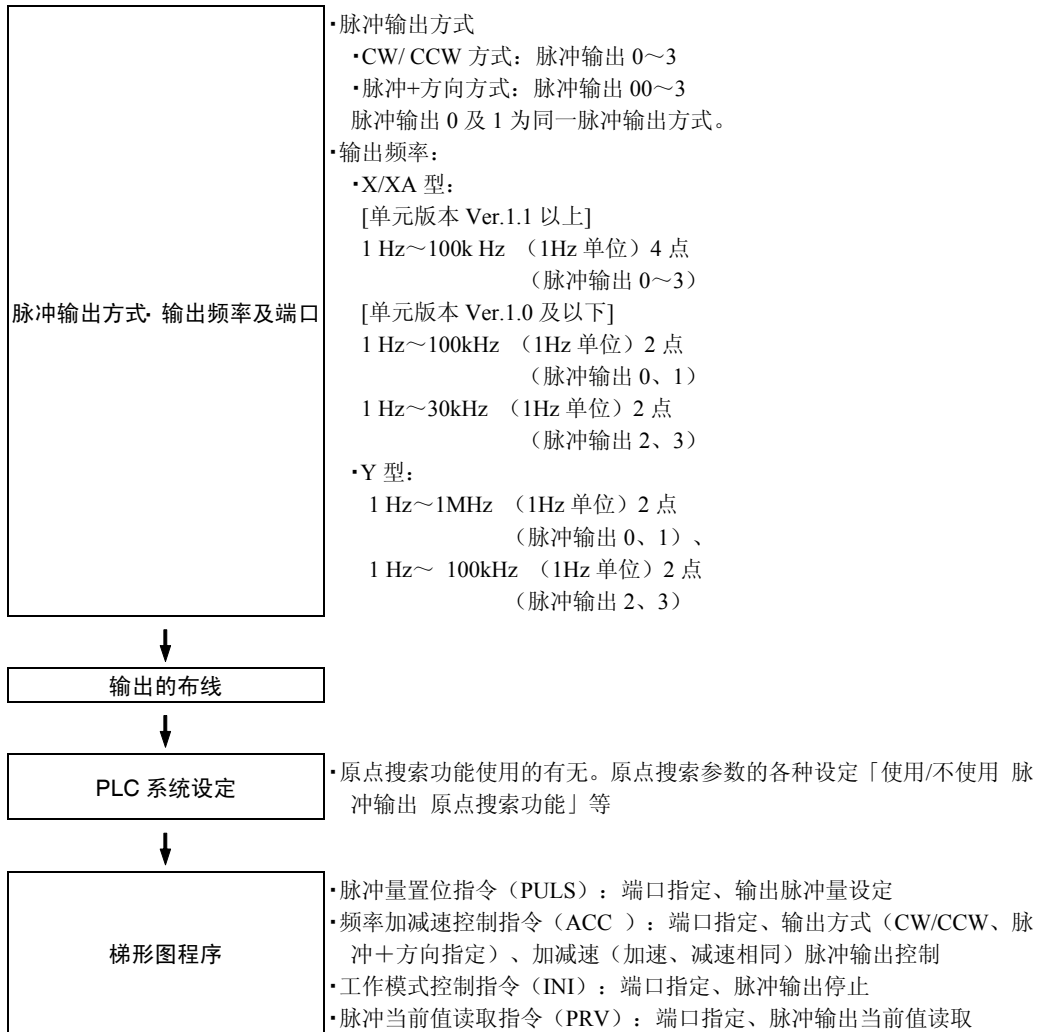 脉冲输出方式· 输出频率及端口
·脉冲输出方式
·CW/ CCW 方式：脉冲输出 0～3
·脉冲+方向方式：脉冲输出 00～3
脉冲输出 0 及 1 为同一脉冲输出方式。
·输出频率：
·X/XA 型：
[单元版本 Ver.1.1 以上]
1 Hz～100k Hz （1Hz 单位）4 点
（脉冲输出 0～3）
[单元版本 Ver.1.0 及以下]
1 Hz～100kHz （1Hz 单位）2 点
（脉冲输出 0、1）
1 Hz～30kHz （1Hz 单位）2 点
（脉冲输出 2、3）
·Y 型：
1 Hz～1MHz （1Hz 单位）2 点
（脉冲输出 0、1）、
1 Hz～ 100kHz （1Hz 单位）2 点
（脉冲输出 2、3）
输出的布线
PLC 系统设定
·原点搜索功能使用的有无。原点搜索参数的各种设定「使用/不使用 脉
冲输出 原点搜索功能」等
梯形图程序
·脉冲量置位指令（PULS）：端口指定、输出脉冲量设定
·频率加减速控制指令（ACC ）：端口指定、输出方式（CW/CCW、脉
冲＋方向指定）、加减速（加速、减速相同）脉冲输出控制
·工作模式控制指令（INI）：端口指定、脉冲输出停止
·脉冲当前值读取指令（PRV）：端口指定、脉冲输出当前值读取